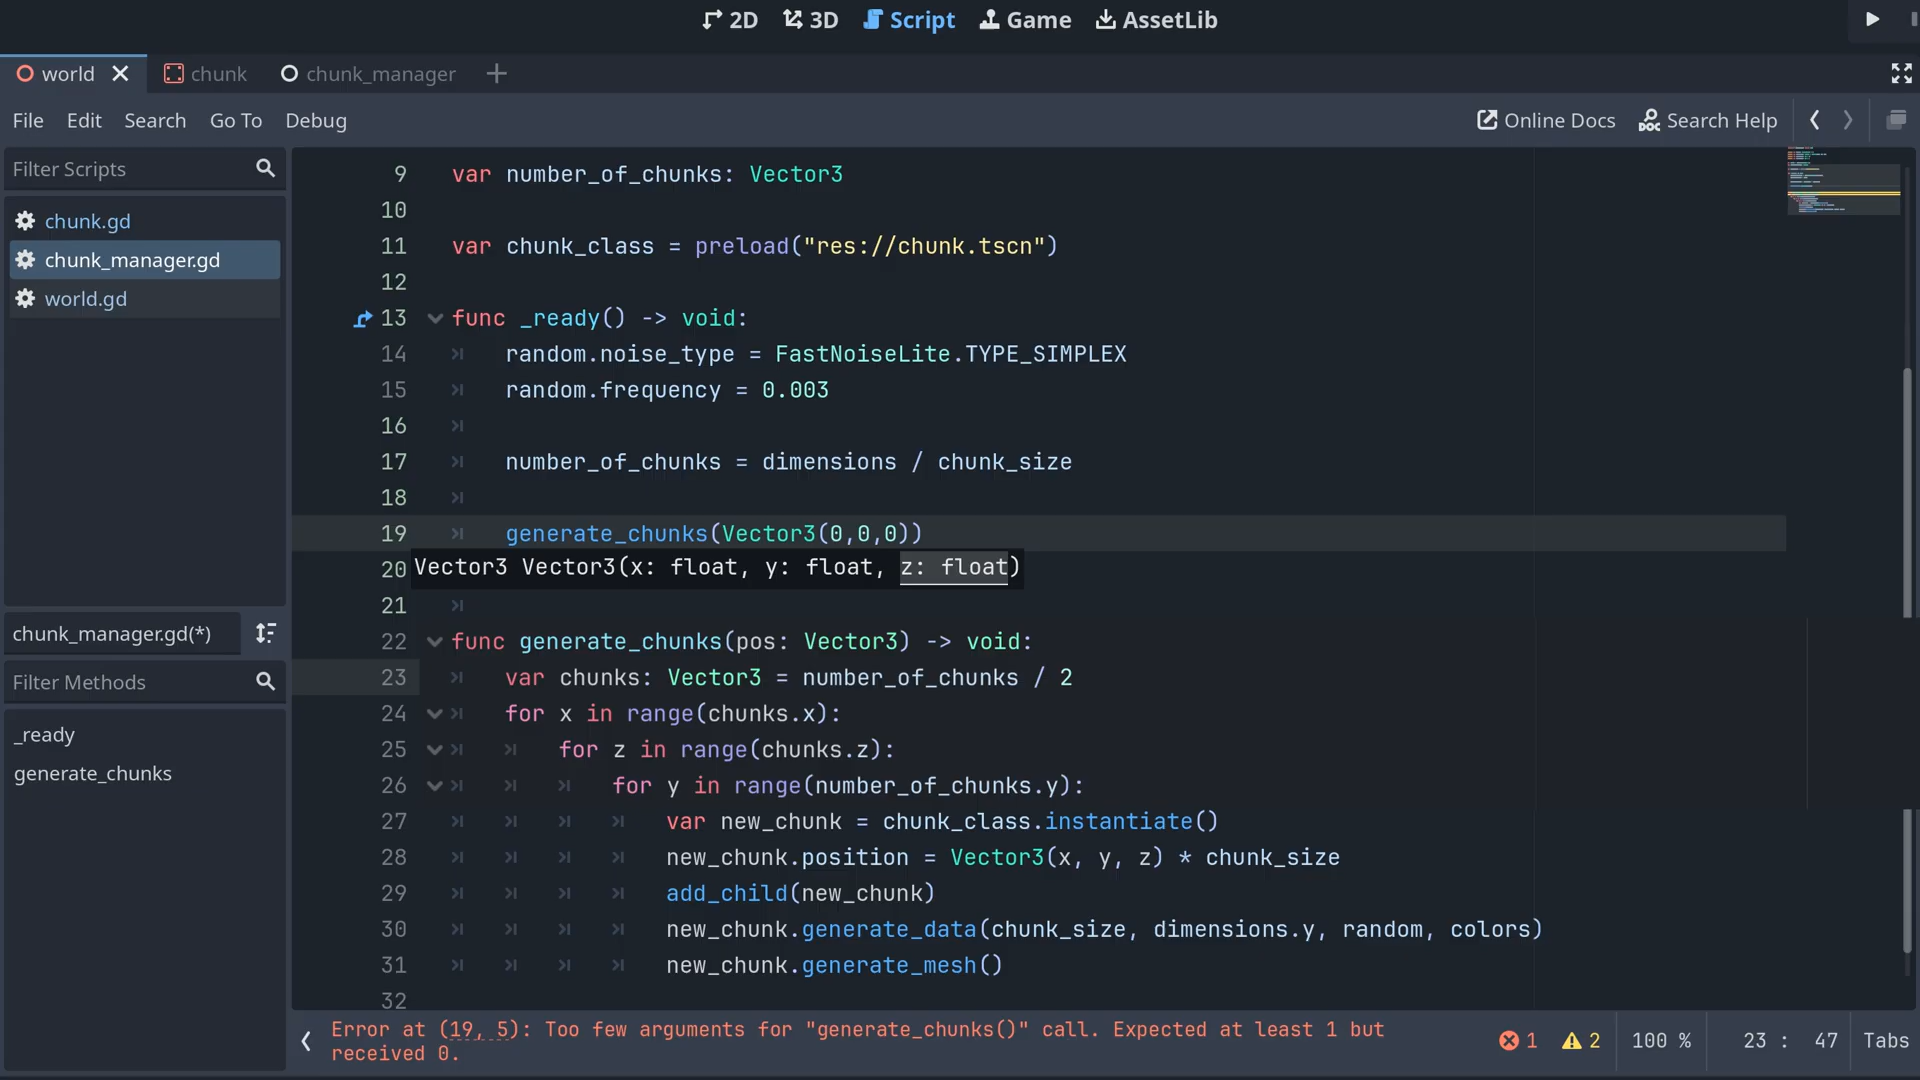 2D 3D Script Game AssetLib
world chunk chunk_manager
File Edit Search Go To Debug Online Docs Search Help
Filter Scripts
chunk.gd
chunk_manager.gd
world.gd
chunk_manager.gd(*)
Filter Methods
_ready
generate_chunks
9 var number_of_chunks: Vector3
10
11 var chunk_class = preload("res://chunk.tscn")
12
13 func _ready() -> void:
14 random.noise_type = FastNoiseLite.TYPE_SIMPLEX
15 random.frequency = 0.003
16
17 number_of_chunks = dimensions / chunk_size
18
19 generate_chunks(Vector3(0,0,0))
20 Vector3 Vector3(x: float, y: float, z: float)
21
22 func generate_chunks(pos: Vector3) -> void:
23 var chunks: Vector3 = number_of_chunks / 2
24 for x in range(chunks.x):
25 for z in range(chunks.z):
26 for y in range(number_of_chunks.y):
27 var new_chunk = chunk_class.instantiate()
28 new_chunk.position = Vector3(x, y, z) * chunk_size
29 add_child(new_chunk)
30 new_chunk.generate_data(chunk_size, dimensions.y, random, colors)
31 new_chunk.generate_mesh()
32
Error at (19, 5): Too few arguments for "generate_chunks()" call. Expected at least 1 but
received 0.
1 2 100 % 23 : 47 Tabs